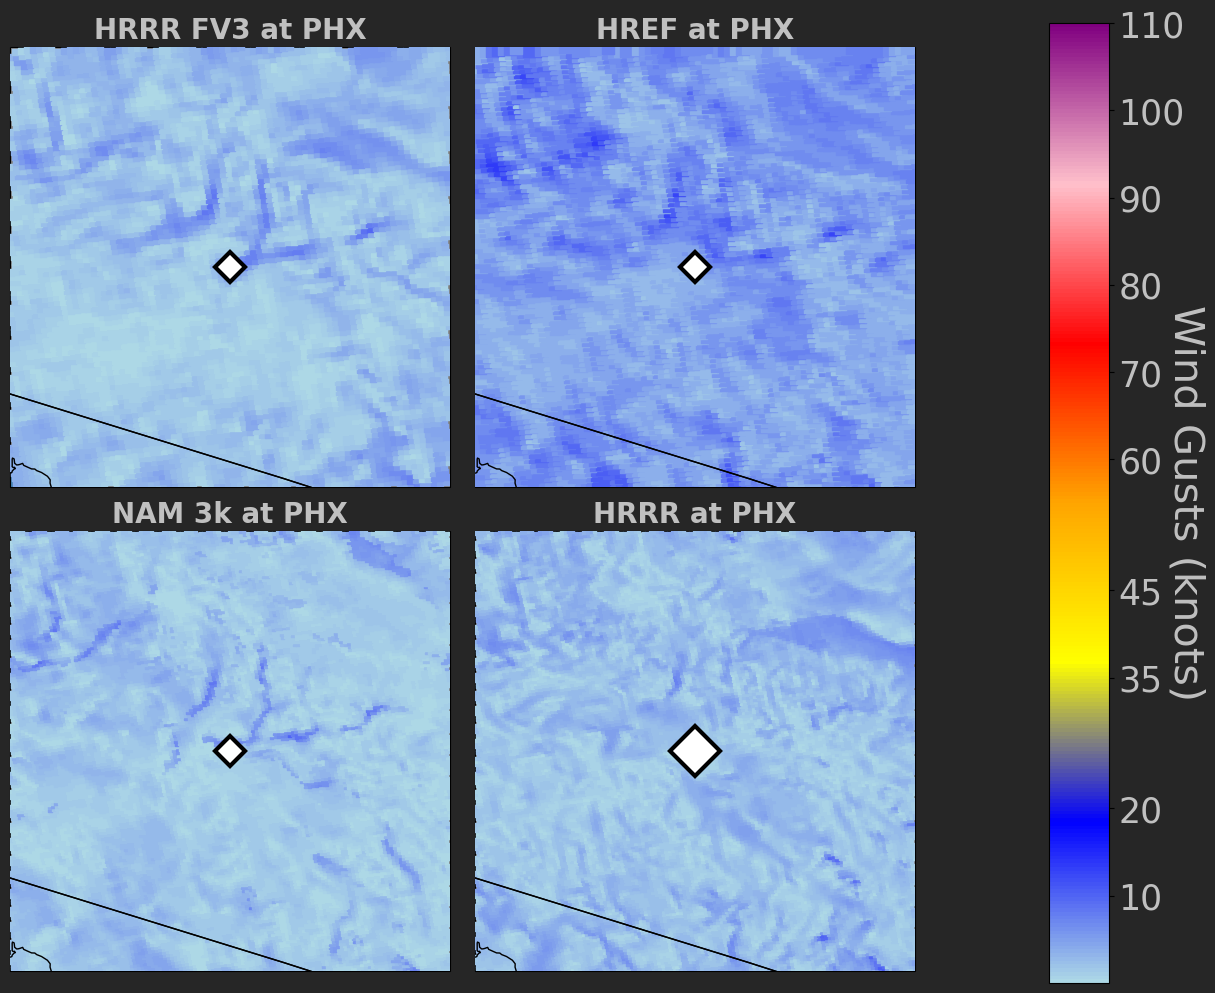 HRRR FV3 at PHX
HREF at PHX
NAM 3k at PHX
HRRR at PHX
110
100
90
80
70
60
45
35
20
10
Wind Gusts (knots)